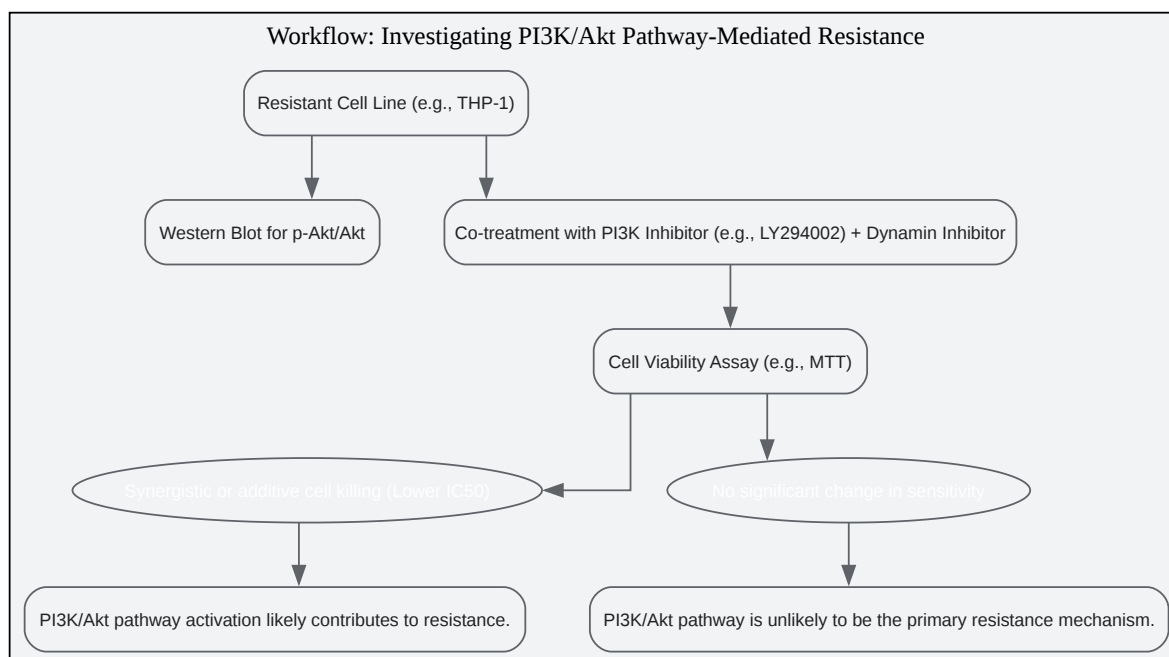 Workflow: Investigating PI3K/Akt Pathway-Mediated Resistance
Resistant Cell Line (e.g., THP-1)
Western Blot for p-Akt/Akt
Co-treatment with PI3K Inhibitor (e.g., LY294002) + Dynamin Inhibitor
Cell Viability Assay (e.g., MTT)
Synergistic or additive cell killing (Lower IC50)
No significant change in sensitivity
PI3K/Akt pathway activation likely contributes to resistance.
PI3K/Akt pathway is unlikely to be the primary resistance mechanism.